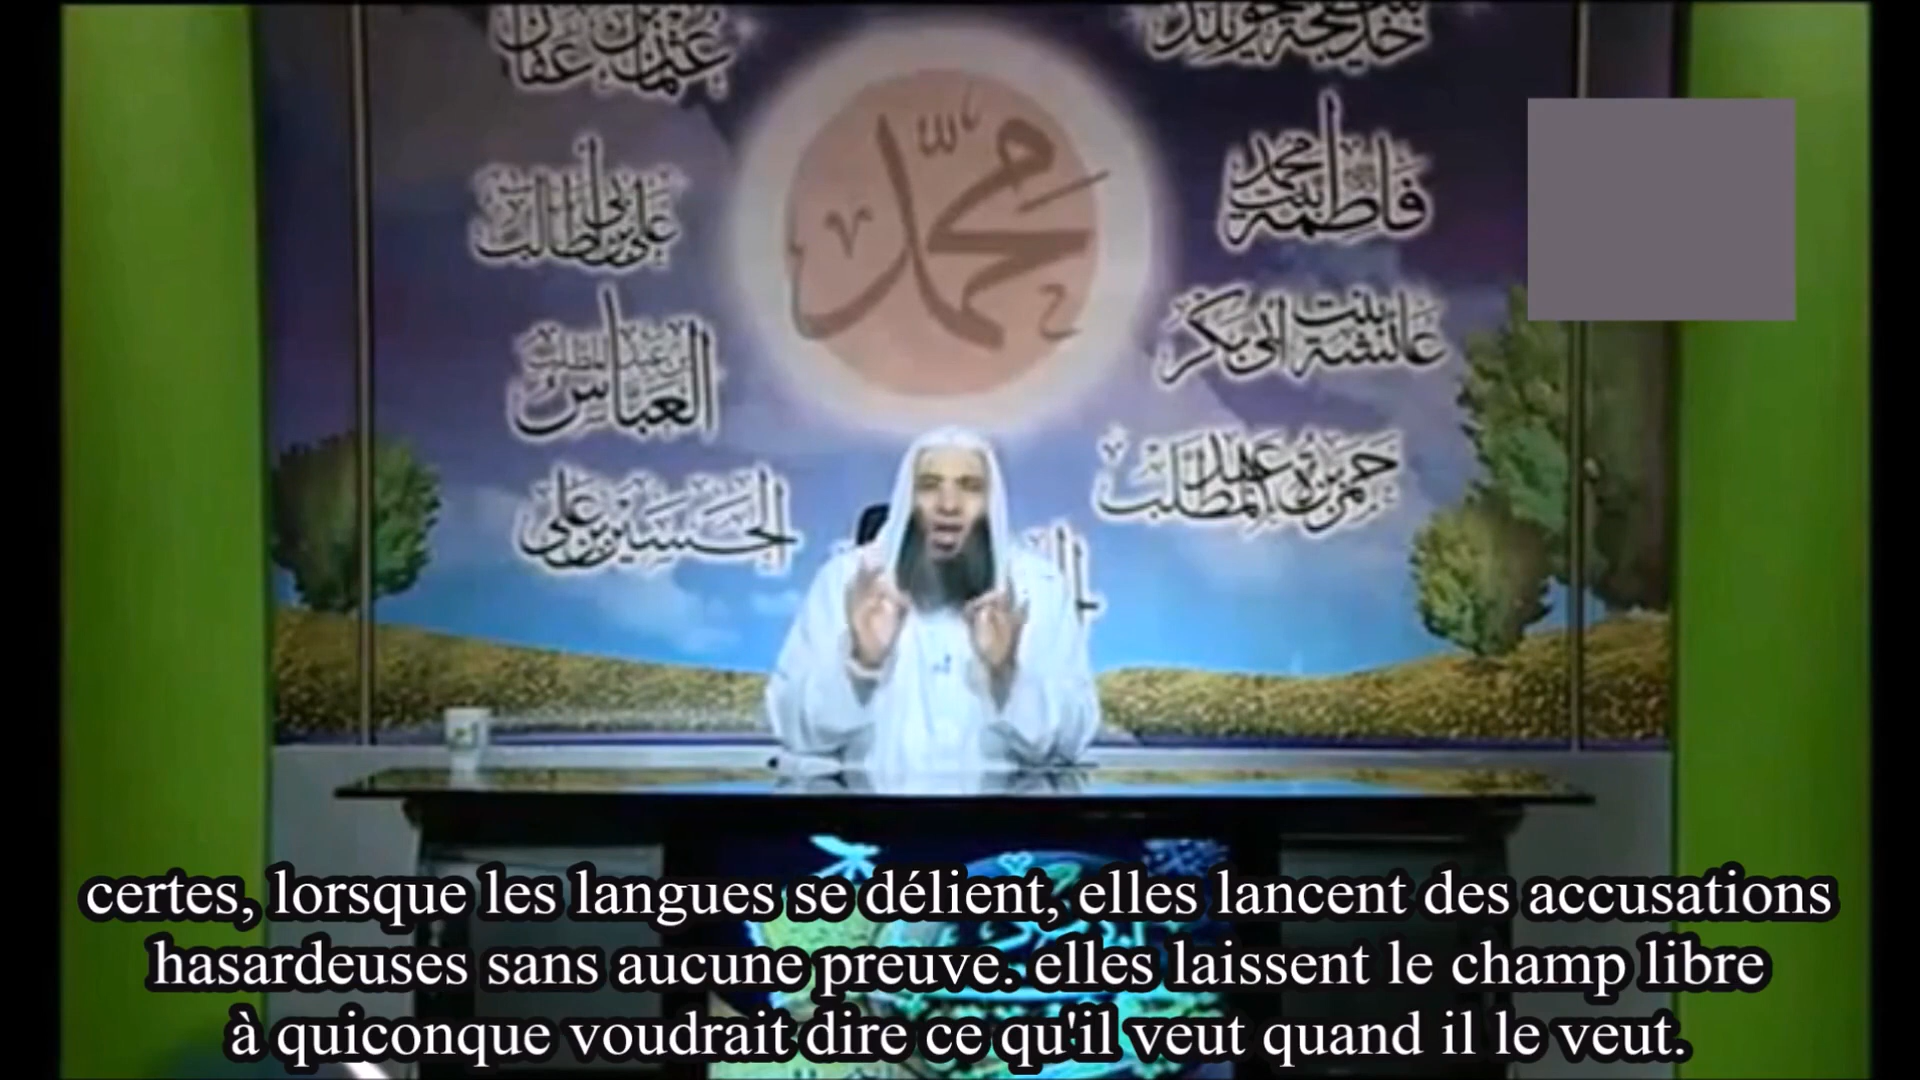 عثمان بن عفان
خديجة بنت خويلد
محمد
علي بن أبي طالب
فاطمة بنت محمد
العباس بن عبد المطلب
عائشة بنت أبي بكر
الحسين بن علي
حمزة بن عبد المطلب
certes, lorsque les langues se délient, elles lancent des accusations
hasardeuses sans aucune preuve. elles laissent le champ libre
à quiconque voudrait dire ce qu'il veut quand il le veut.